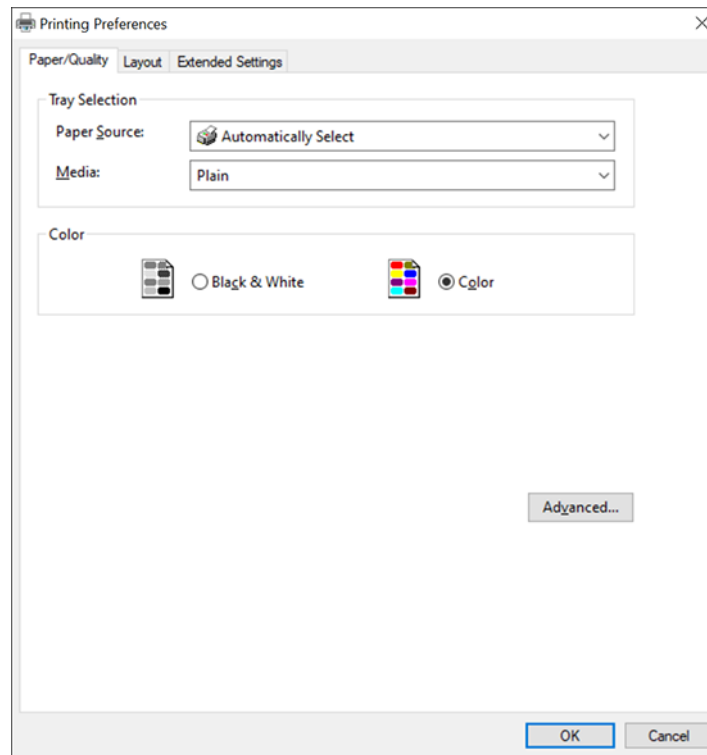 Printing Preferences
Paper/Quality Layout Extended Settings
Tray Selection
Paper Source: Automatically Select
Media: Plain
Color
Black & White Color
Advanced...
OK Cancel